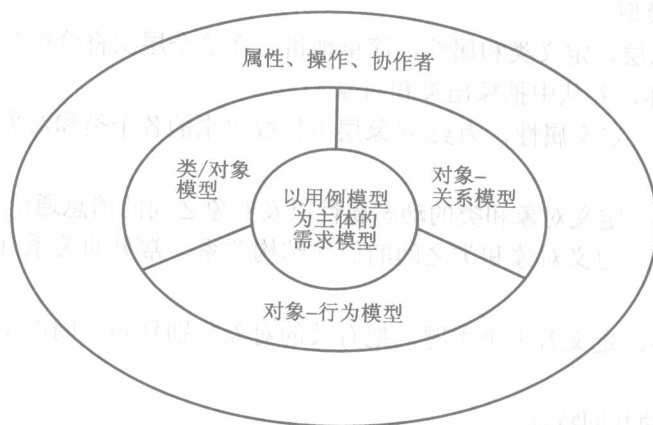 属性、操作、协作者
类/对象
模型
对象-
关系模型
以用例模型
为主体的
需求模型
对象-行为模型